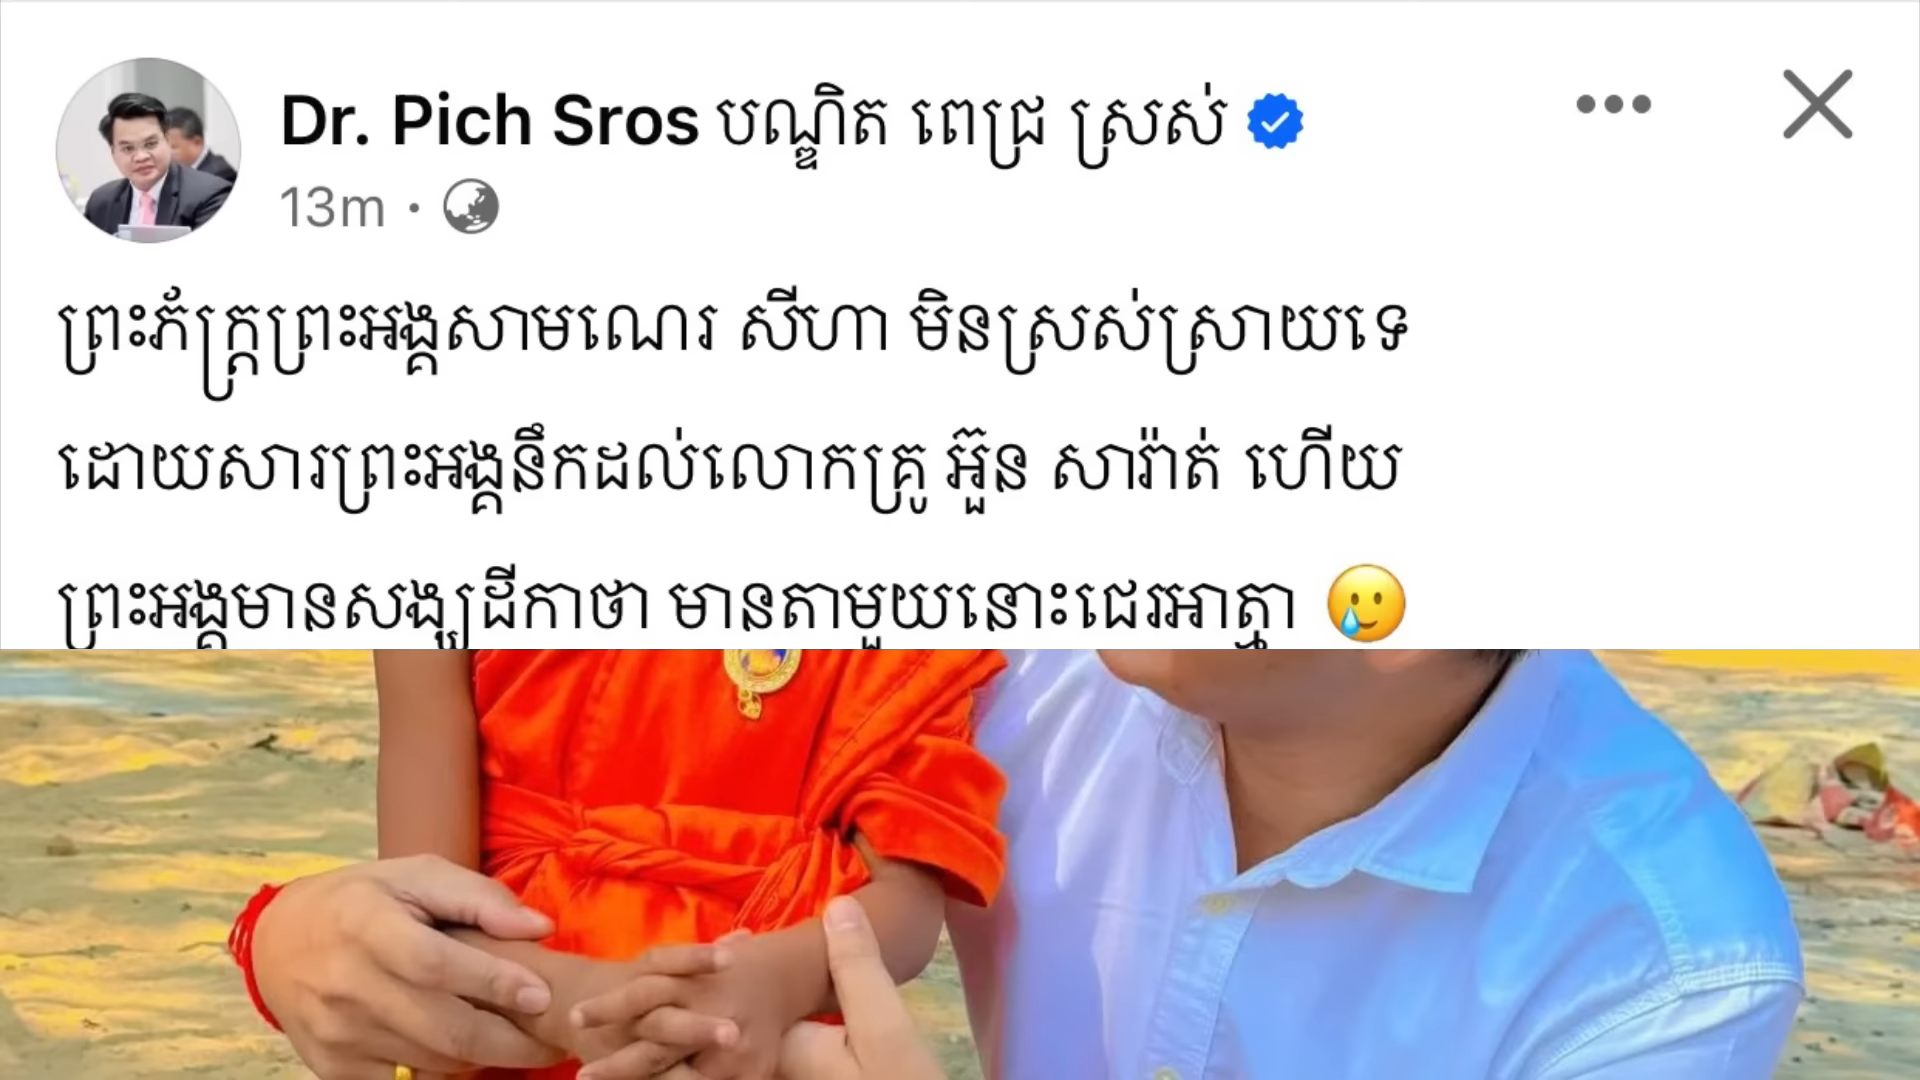 Dr. Pich Sros បណ្ឌិត ពេជ្រ ស្រស់
13m ·
ព្រះភ័ក្ត្រព្រះអង្គសាមណេរ សីហា មិនស្រស់ស្រាយទេ
ដោយសារព្រះអង្គនឹកដល់លោកគ្រូ អ៊ួន សារ៉ាត់ ហើយ
ព្រះអង្គមានសង្ឃដីកាថា មានតាមួយនោះជេរអាត្មា 🥲